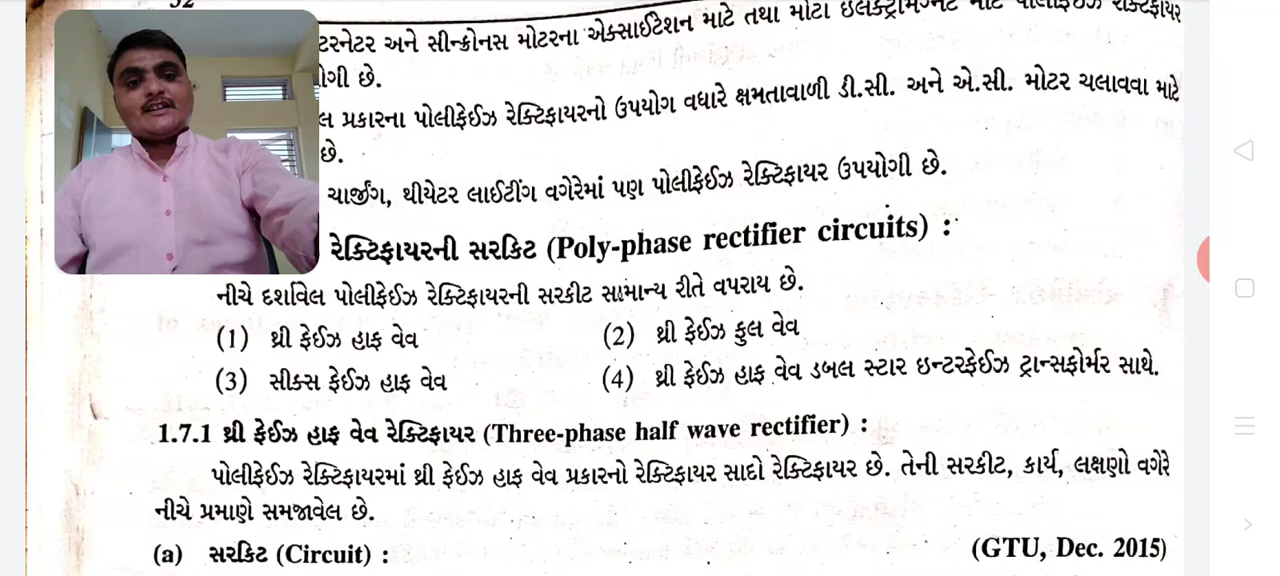 32
ટરનેટર અને સીન્ક્રોનસ મોટરના એક્સાઈટેશન માટે તથા મોટા ઇલેક્ટ્રોમેગ્નેટ માટે પોલીફેઈઝ રેક્ટિફાયર
ગી છે.
લ પ્રકારના પોલીફેઈઝ રેક્ટિફાયરનો ઉપયોગ વધારે ક્ષમતાવાળી ડી.સી. અને એ.સી. મોટર ચલાવવા માટે
છે.
ચાર્જીંગ, થીયેટર લાઈટીંગ વગેરેમાં પણ પોલીફેઈઝ રેક્ટિફાયર ઉપયોગી છે.
રેક્ટિફાયરની સરકિટ (Poly-phase rectifier circuits) :
નીચે દર્શાવેલ પોલીફેઈઝ રેક્ટિફાયરની સરકીટ સામાન્ય રીતે વપરાય છે.
(1) થ્રી ફેઈઝ હાફ વેવ (2) થ્રી ફેઈઝ ફુલ વેવ
(3) સીક્સ ફેઈઝ હાફ વેવ (4) થ્રી ફેઈઝ હાફ વેવ ડબલ સ્ટાર ઇન્ટરફેઈઝ ટ્રાન્સફોર્મર સાથે.
1.7.1 થ્રી ફેઈઝ હાફ વેવ રેક્ટિફાયર (Three-phase half wave rectifier) :
પોલીફેઈઝ રેક્ટિફાયરમાં થ્રી ફેઈઝ હાફ વેવ પ્રકારનો રેક્ટિફાયર સાદો રેક્ટિફાયર છે. તેની સરકીટ, કાર્ય, લક્ષણો વગેરે
નીચે પ્રમાણે સમજાવેલ છે.
(a) સરકિટ (Circuit) : (GTU, Dec. 2015)